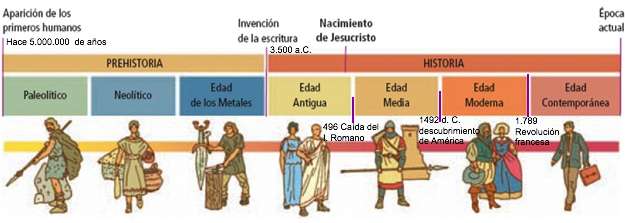 Aparición de los
primeros humanos
Hace 5.000.000 de años
Invención
de la escritura
3.500 a.C.
Nacimiento
de Jesucristo
Época
actual
PREHISTORIA
HISTORIA
Paleolítico
Neolítico
Edad
de los Metales
Edad
Antigua
Edad
Media
Edad
Moderna
Edad
Contemporánea
496 Caída del
I. Romano
1492 d. C.
descubrimiento
de América
1.789
Revolución
francesa